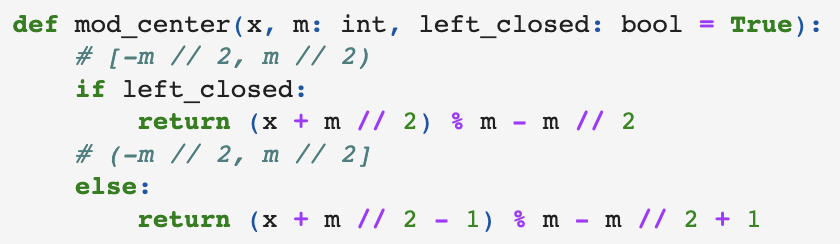 def mod_center(x, m: int, left_closed: bool = True):
    # [-m // 2, m // 2)
    if left_closed:
        return (x + m // 2) % m - m // 2
    # (-m // 2, m // 2]
    else:
        return (x + m // 2 - 1) % m - m // 2 + 1